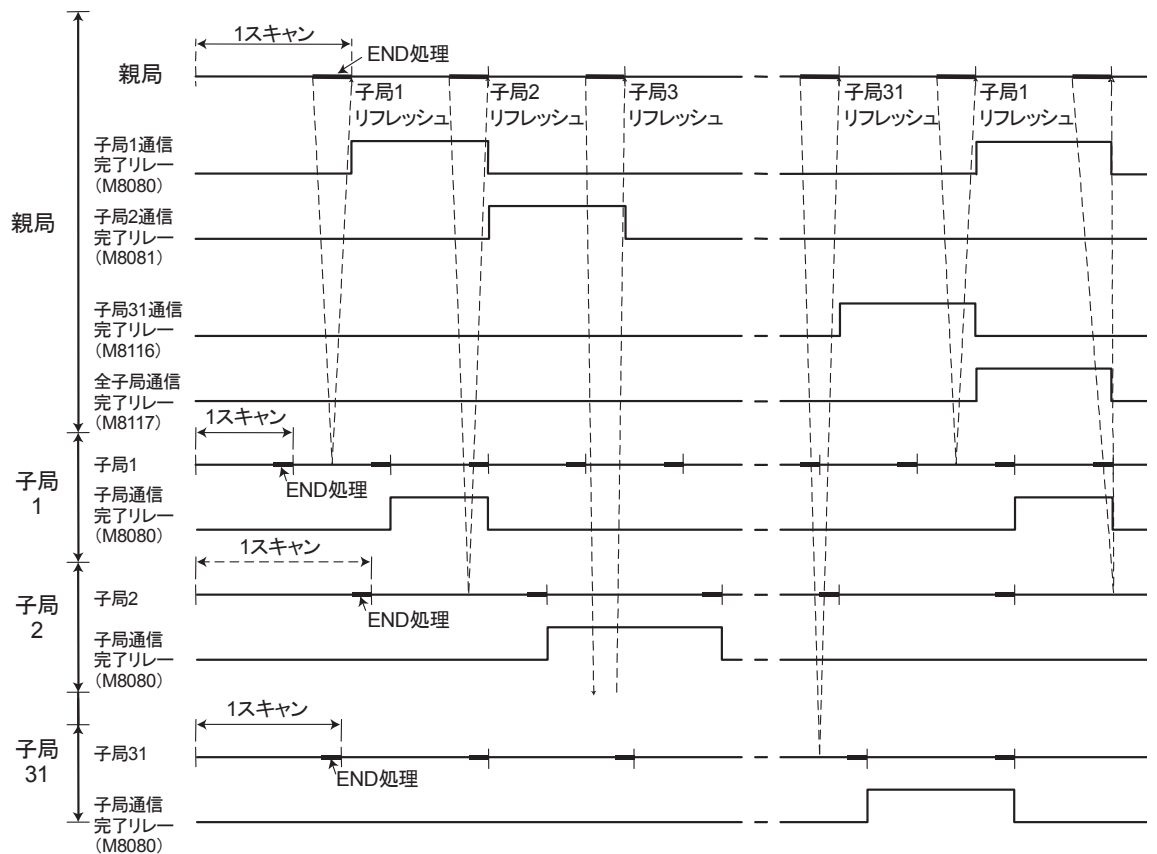 1スキャン
END処理
親局
子局1
リフレッシュ
子局2
リフレッシュ
子局3
リフレッシュ
子局31
リフレッシュ
子局1
リフレッシュ
親局
子局1通信
完了リレー
（M8080）
子局2通信
完了リレー
（M8081）
子局31通信
完了リレー
（M8116）
全子局通信
完了リレー
（M8117）
子局
1
1スキャン
子局1
END処理
子局通信
完了リレー
（M8080）
子局
2
1スキャン
子局2
END処理
子局通信
完了リレー
（M8080）
子局
31
1スキャン
子局31
END処理
子局通信
完了リレー
（M8080）